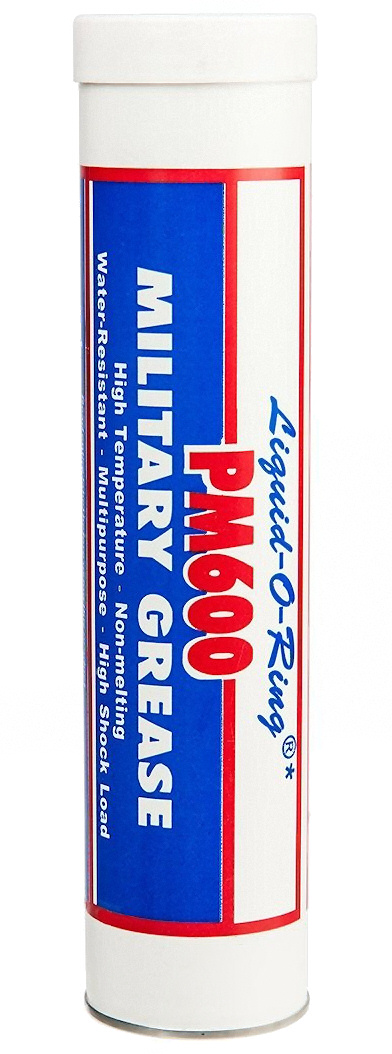 Liquid-O-Ring®*
PM600
MILITARY GREASE
High Temperature - Non-melting
Water-Resistant - Multipurpose - High Shock Load